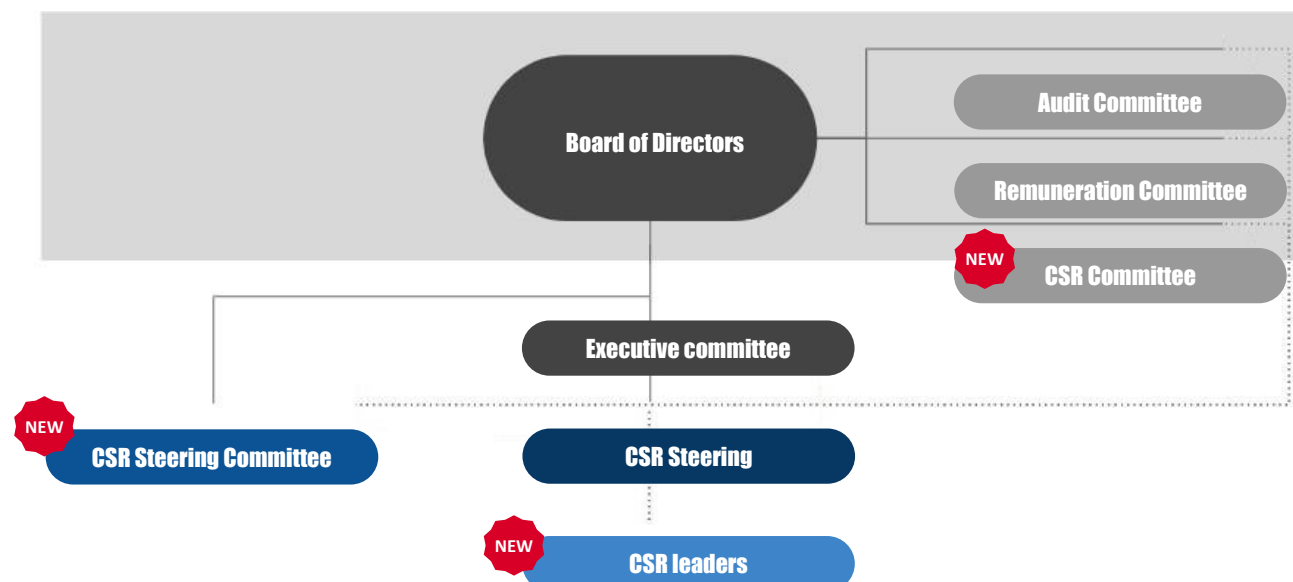 Board of Directors
Audit Committee
Remuneration Committee
NEW
CSR Committee
Executive committee
NEW
CSR Steering Committee
CSR Steering
NEW
CSR leaders